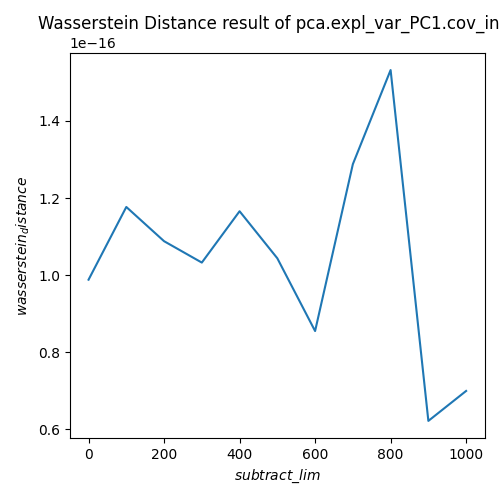 Wasserstein Distance result of pca.expl_var_PC1.cov_in
1e−16
1.4
1.2
1.0
0.8
0.6
wasserstein_distance
0 200 400 600 800 1000
subtract_lim